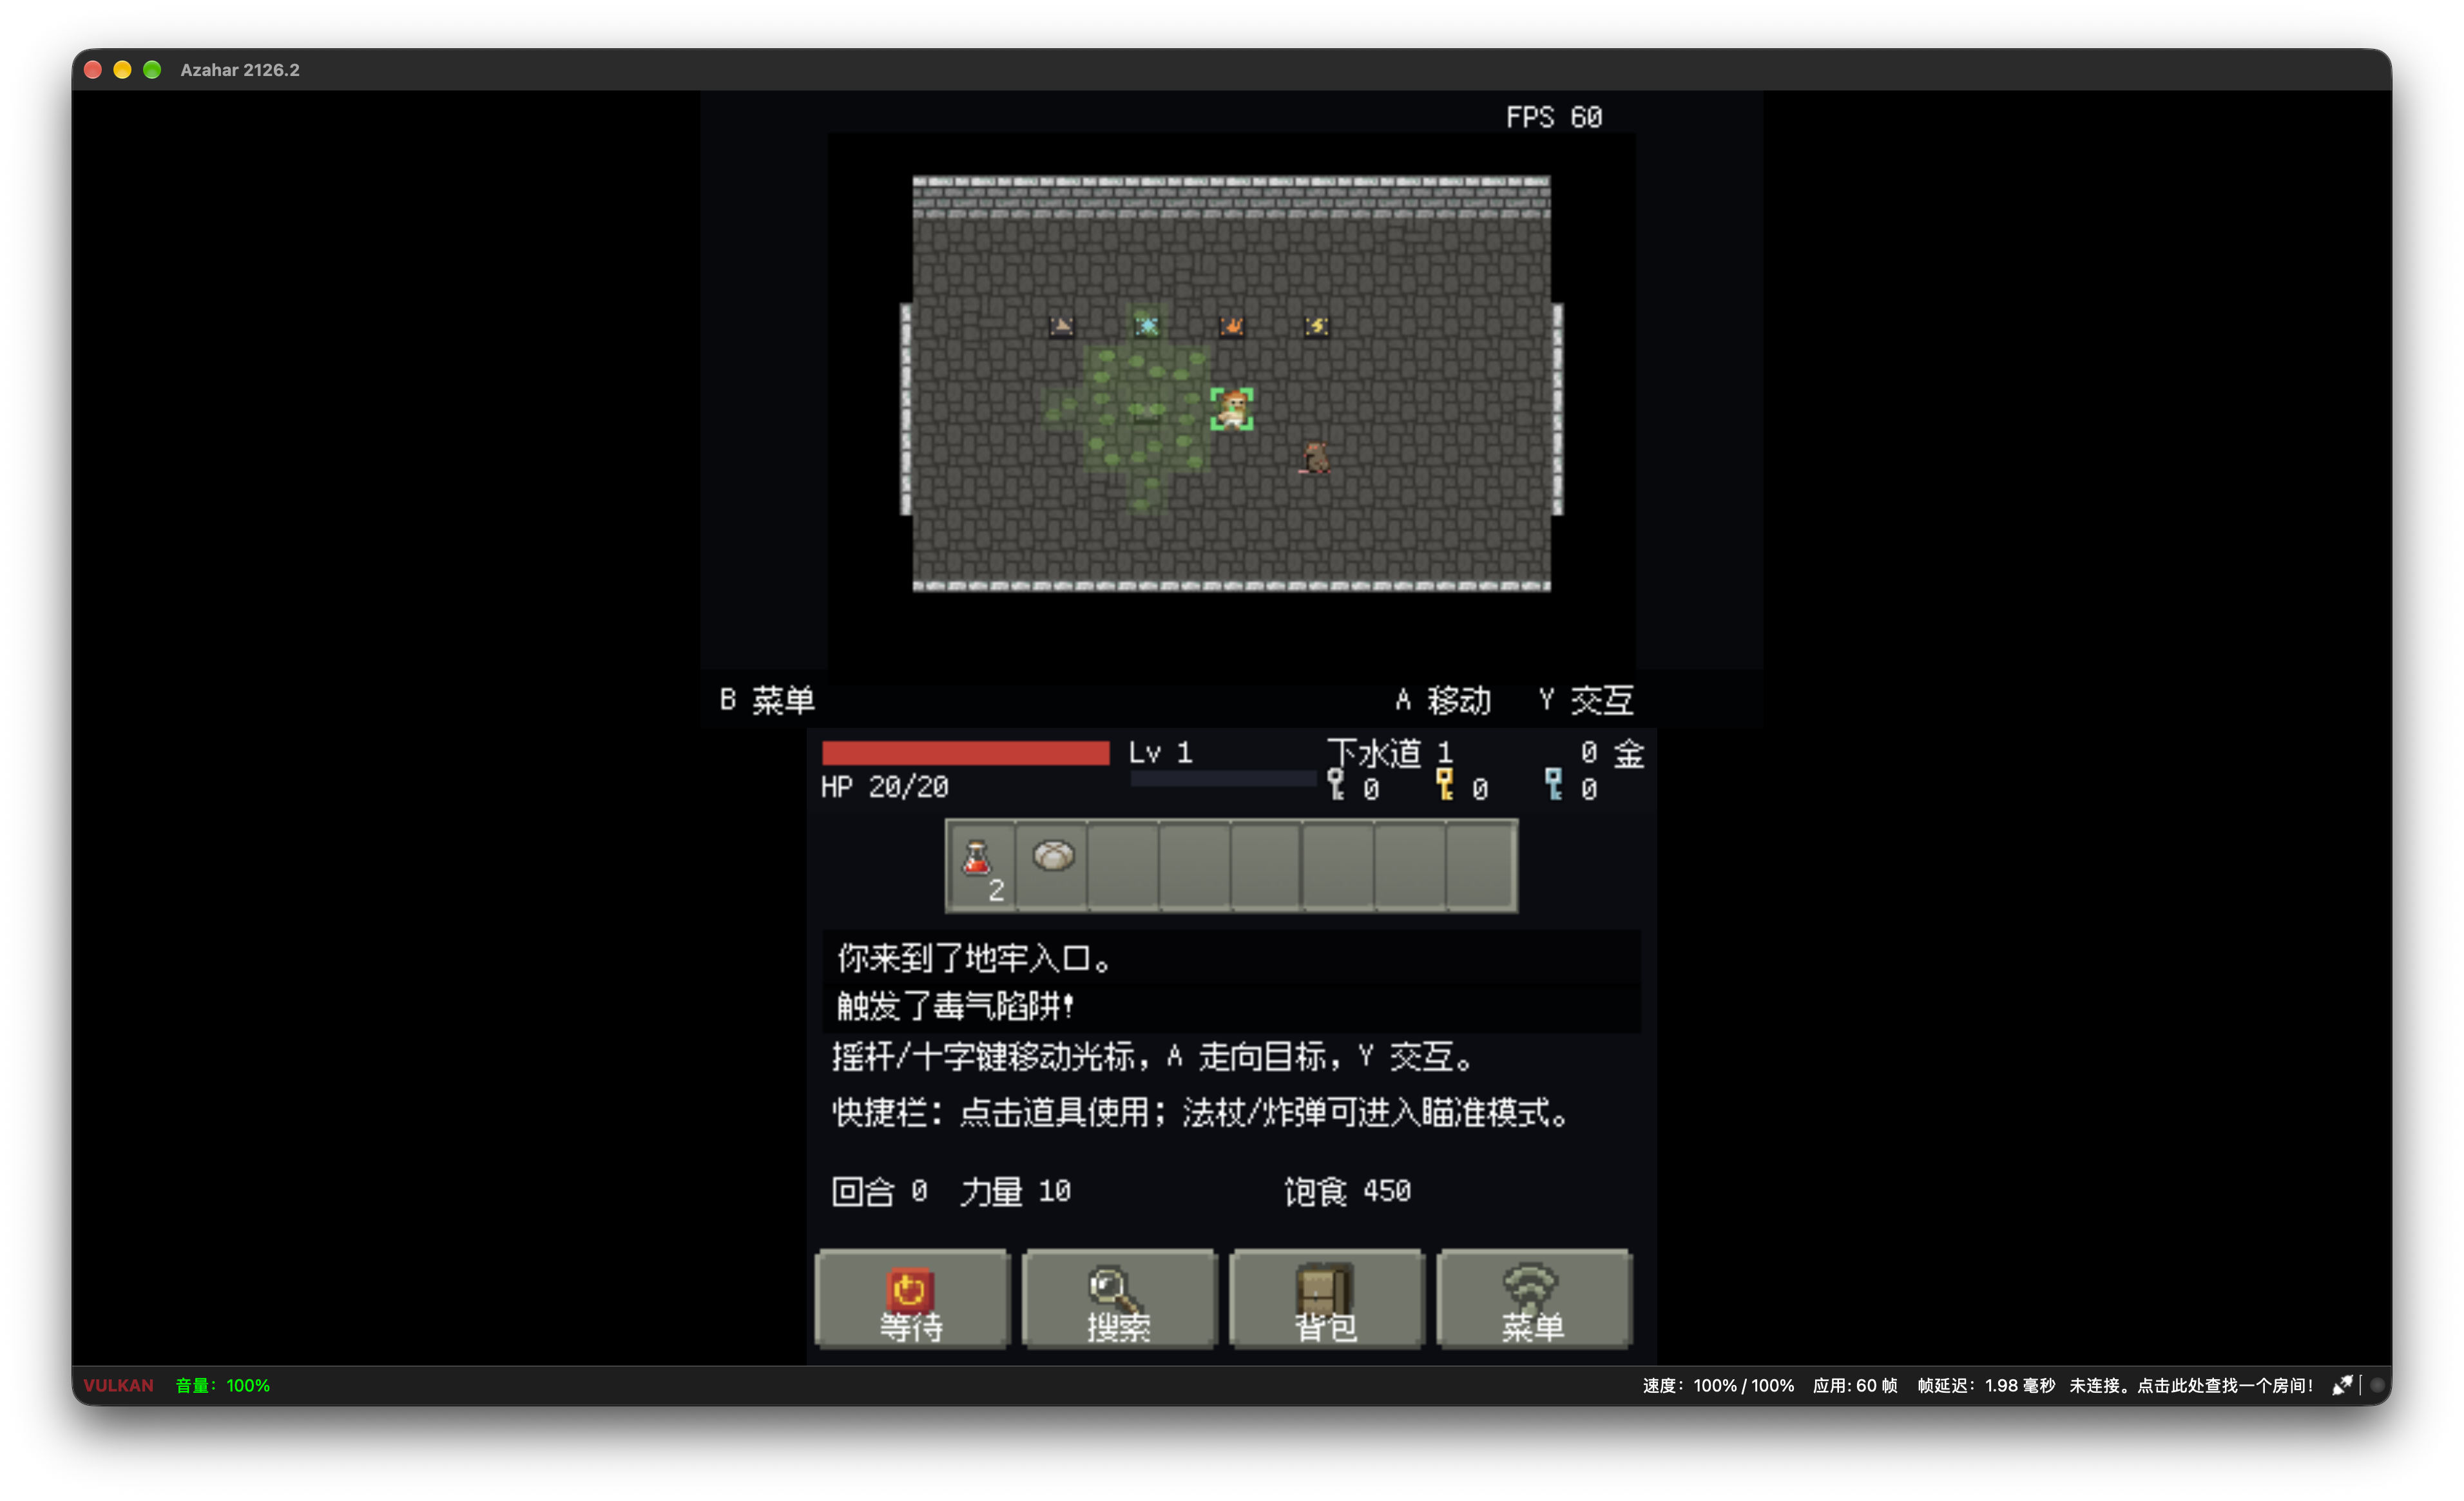 Azahar 2126.2
FPS 60
B 菜单
A 移动 Y 交互
Lv 1 下水道 1 0 金
HP 20/20 0 0 0
2
你来到了地牢入口。
触发了毒气陷阱!
摇杆/十字键移动光标，A 走向目标，Y 交互。
快捷栏：点击道具使用；法杖/炸弹可进入瞄准模式。
回合 0 力量 10 饱食 450
等待 搜索 背包 菜单
VULKAN 音量：100% 速度：100% / 100% 应用: 60 帧 帧延迟：1.98 毫秒 未连接。点击此处查找一个房间！